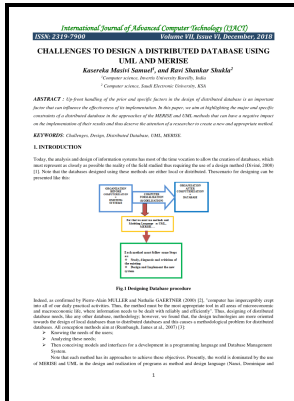 International Journal of Advanced Computer Technology (IJACT)
ISSN: 2319-7900 Volume VII, Issue VI, December, 2018
CHALLENGES TO DESIGN A DISTRIBUTED DATABASE USING
UML AND MERISE
Kasereka Masivi Samuel¹, and Ravi Shankar Shukla²
¹Computer science, Invertis University Bareilly, India
² Computer science, Saudi Electronic University, KSA
ABSTRACT : Up front handling of the prior and specific factors in the design of distributed database is an important
factor that can influence the effectiveness of its implementation. In this paper, we aim at highlighting the major and specific
constraints of a distributed database in the approaches of the MERISE and UML methods that can have a negative impact
on the implementation of their results and thus deserve the attention of a researcher to create a new and appropriate method.
KEYWORDS: Challenges, Design, Distributed Database, UML, MERISE.
1. INTRODUCTION
Today, the analysis and design of information systems has most of the time vocation to allow the creation of databases, which
must represent as closely as possible the reality of the field studied thus requiring the use of a design method
[1]. Note that the databases designed using these methods are either local or distributed. The scenario for designing can be
presented like this:
ORGANIZATION
BEFORE
COMPUTERIZATION
COMPUTER
ORGANIZATION
AFTER
COMPUTERIZATION
Fig.1 Designing Database procedure
Indeed, as confirmed by Pierre-Alain MULLER and Nathalie GAERTNER (2000) [2], "computer has imperceptibly crept
into all of our daily practical activities. Thus, the method must be the most appropriate tool in all areas of microeconomic
and macroeconomic life, where information needs to be dealt with reliably and efficiently". Thus, designing of distributed
database needs, like any other database, methodology; however, we found that, the design technologies are more oriented
towards the design of local databases than to distributed databases and this causes a methodological problem for distributed
databases. All conception methods aim at (Rumbaugh, James at al., 2007) [3]:
➢ Knowing the needs of the users;
➢ Analyzing these needs;
➢ Then conceiving models and interfaces for a development in a programming language and Database Management
System.
Note that each method has its approaches to achieve these objectives. Presently, the world is dominated by the use
of MERISE and UML in the design and realization of programs as method and design language (Nasci, Dominique and
1